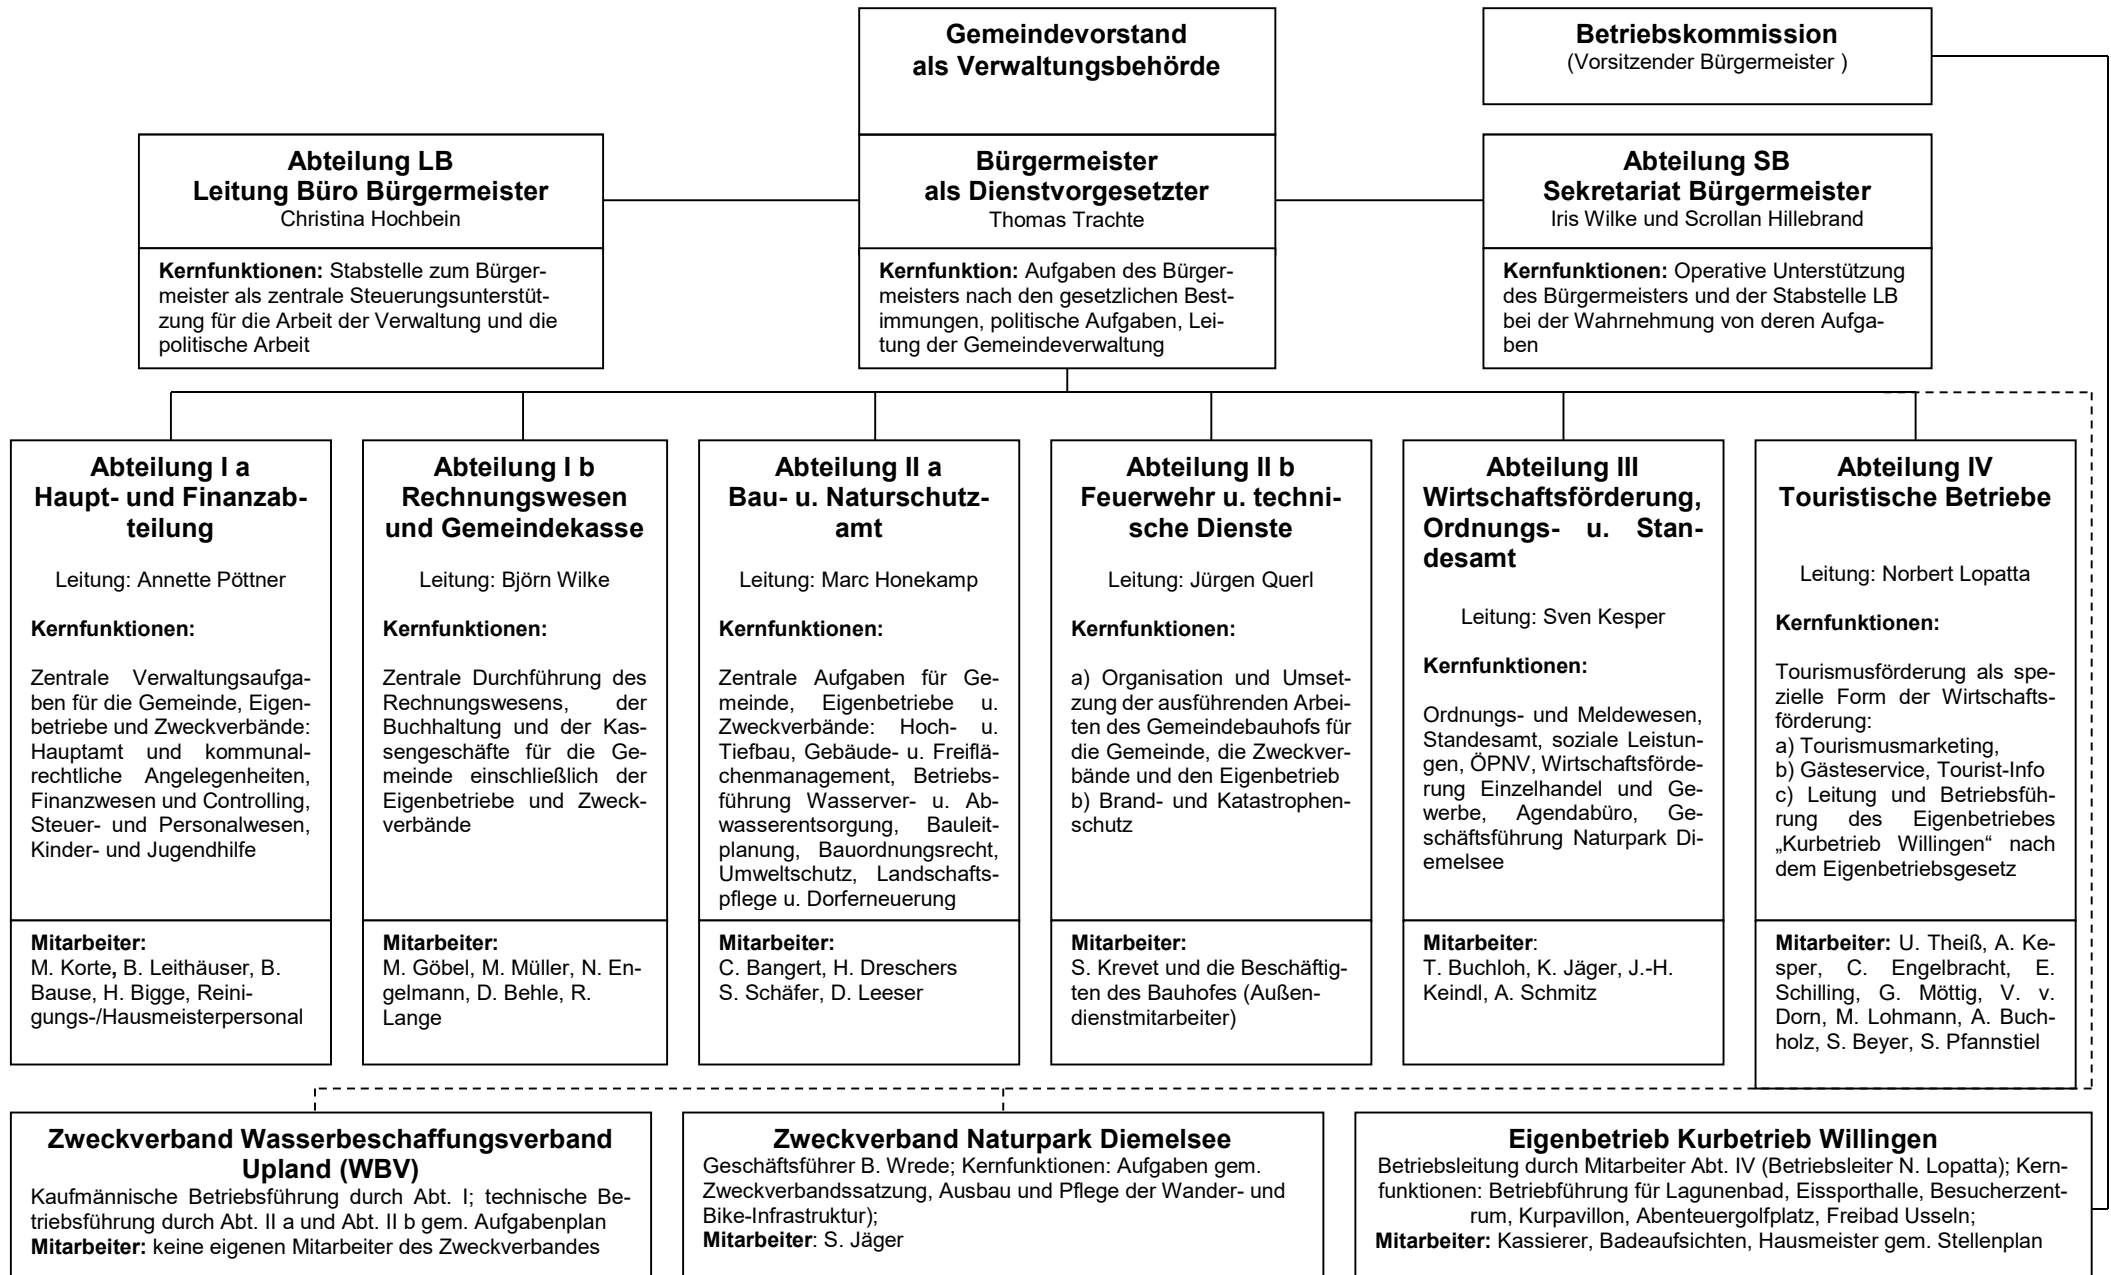 Gemeindevorstand
als Verwaltungsbehörde
Betriebskommission
(Vorsitzender Bürgermeister )
Abteilung LB
Leitung Büro Bürgermeister
Christina Hochbein
Kernfunktionen: Stabstelle zum Bürger-
meister als zentrale Steuerungsunterstüt-
zung für die Arbeit der Verwaltung und die
politische Arbeit
Bürgermeister
als Dienstvorgesetzter
Thomas Trachte
Kernfunktion: Aufgaben des Bürger-
meisters nach den gesetzlichen Best-
immungen, politische Aufgaben, Lei-
tung der Gemeindeverwaltung
Abteilung SB
Sekretariat Bürgermeister
Iris Wilke und Scrollan Hillebrand
Kernfunktionen: Operative Unterstützung
des Bürgermeisters und der Stabstelle LB
bei der Wahrnehmung von deren Aufga-
ben
Abteilung I a
Haupt- und Finanzab-
teilung
Leitung: Annette Pöttner
Kernfunktionen:
Zentrale Verwaltungsaufga-
ben für die Gemeinde, Eigen-
betriebe und Zweckverbände:
Hauptamt und kommunal-
rechtliche Angelegenheiten,
Finanzwesen und Controlling,
Steuer- und Personalwesen,
Kinder- und Jugendhilfe
Mitarbeiter:
M. Korte, B. Leithäuser, B.
Bause, H. Bigge, Reini-
gungs-/Hausmeisterpersonal
Abteilung I b
Rechnungswesen
und Gemeindekasse
Leitung: Björn Wilke
Kernfunktionen:
Zentrale Durchführung des
Rechnungswesens, der
Buchhaltung und der Kas-
sengeschäfte für die Ge-
meinde einschließlich der
Eigenbetriebe und Zweck-
verbände
Mitarbeiter:
M. Göbel, M. Müller, N. En-
gelmann, D. Behle, R.
Lange
Abteilung II a
Bau- u. Naturschutz-
amt
Leitung: Marc Honekamp
Kernfunktionen:
Zentrale Aufgaben für Ge-
meinde, Eigenbetriebe u.
Zweckverbände: Hoch- u.
Tiefbau, Gebäude- u. Freiflä-
chenmanagement, Betriebs-
führung Wasserver- u. Ab-
wasserentsorgung, Bauleit-
planung, Bauordnungsrecht,
Umweltschutz, Landschafts-
pflege u. Dorferneuerung
Mitarbeiter:
C. Bangert, H. Dreschers
S. Schäfer, D. Leeser
Abteilung II b
Feuerwehr u. techni-
sche Dienste
Leitung: Jürgen Querl
Kernfunktionen:
a) Organisation und Umset-
zung der ausführenden Arbei-
ten des Gemeindebauhofs für
die Gemeinde, die Zweckver-
bände und den Eigenbetrieb
b) Brand- und Katastrophen-
schutz
Mitarbeiter:
S. Krevet und die Beschäftig-
ten des Bauhofes (Außen-
dienstmitarbeiter)
Abteilung III
Wirtschaftsförderung,
Ordnungs- u. Stan-
desamt
Leitung: Sven Kesper
Kernfunktionen:
Ordnungs- und Meldewesen,
Standesamt, soziale Leistun-
gen, ÖPNV, Wirtschaftsförde-
rung Einzelhandel und Ge-
werbe, Agendabüro, Ge-
schäftsführung Naturpark Di-
emelsee
Mitarbeiter:
T. Buchloh, K. Jäger, J.-H.
Keindl, A. Schmitz
Abteilung IV
Touristische Betriebe
Leitung: Norbert Lopatta
Kernfunktionen:
Tourismusförderung als spe-
zielle Form der Wirtschafts-
förderung:
a) Tourismusmarketing,
b) Gästeservice, Tourist-Info
c) Leitung und Betriebsfüh-
rung des Eigenbetriebes
„Kurbetrieb Willingen“ nach
dem Eigenbetriebsgesetz
Mitarbeiter: U. Theiß, A. Ke-
sper, C. Engelbracht, E.
Schilling, G. Möttig, V. v.
Dorn, M. Lohmann, A. Buch-
holz, S. Beyer, S. Pfannstiel
Zweckverband Wasserbeschaffungsverband
Upland (WBV)
Kaufmännische Betriebsführung durch Abt. I; technische Be-
triebsführung durch Abt. II a und Abt. II b gem. Aufgabenplan
Mitarbeiter: keine eigenen Mitarbeiter des Zweckverbandes
Zweckverband Naturpark Diemelsee
Geschäftsführer B. Wrede; Kernfunktionen: Aufgaben gem.
Zweckverbandssatzung, Ausbau und Pflege der Wander- und
Bike-Infrastruktur);
Mitarbeiter: S. Jäger
Eigenbetrieb Kurbetrieb Willingen
Betriebsleitung durch Mitarbeiter Abt. IV (Betriebsleiter N. Lopatta); Kern-
funktionen: Betriebführung für Lagunenbad, Eissporthalle, Besucherzent-
rum, Kurpavillon, Abenteuergolfplatz, Freibad Usseln;
Mitarbeiter: Kassierer, Badeaufsichten, Hausmeister gem. Stellenplan